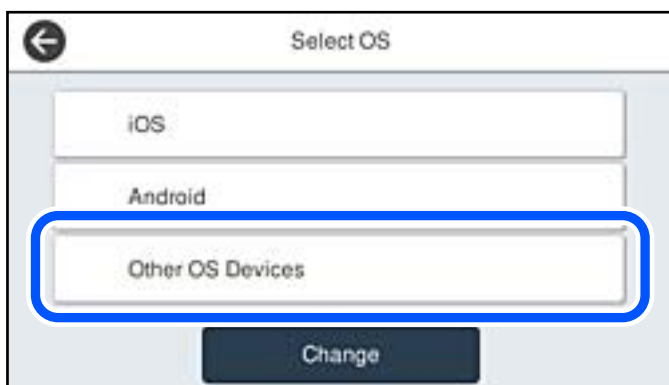 Select OS
iOS
Android
Other OS Devices
Change